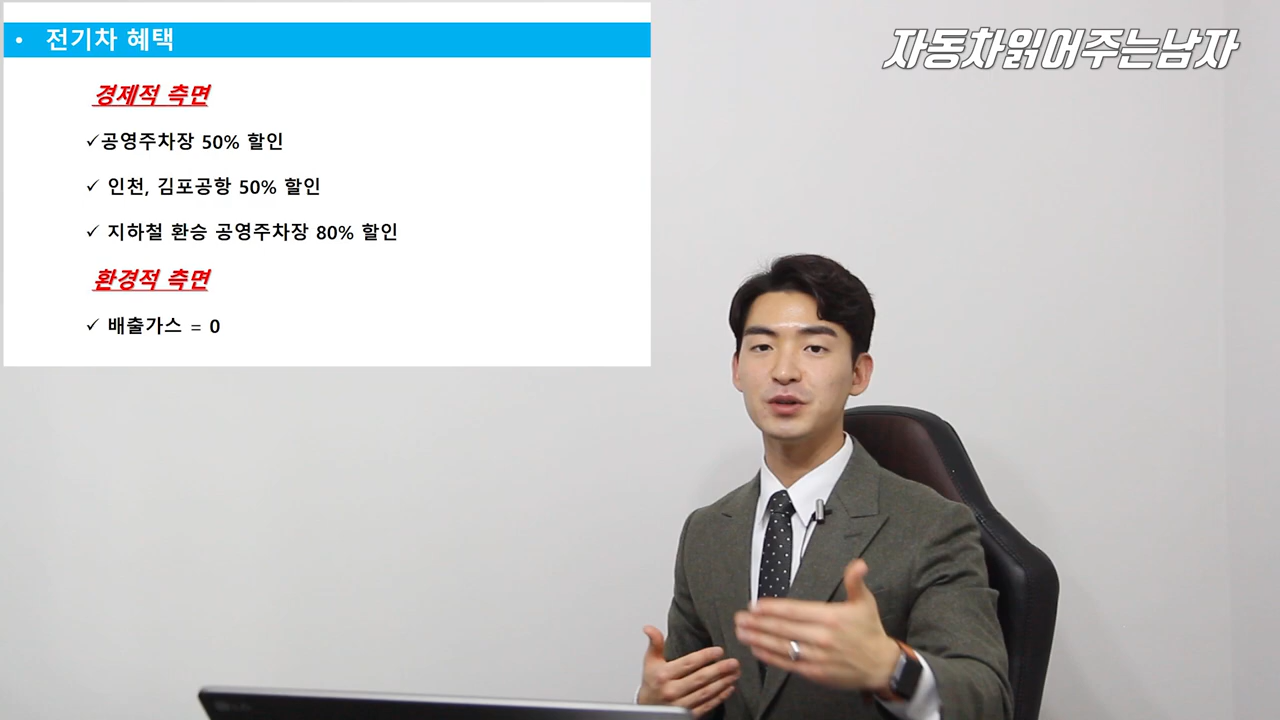 • 전기차 혜택
자동차읽어주는남자
경제적 측면
✓공영주차장 50% 할인
✓ 인천, 김포공항 50% 할인
✓ 지하철 환승 공영주차장 80% 할인
환경적 측면
✓ 배출가스 = 0
LG